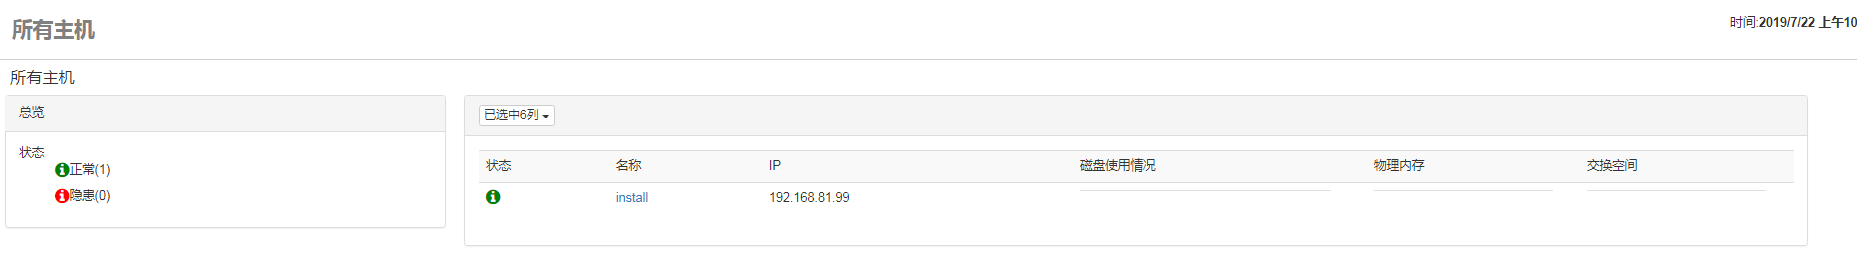 所有主机
时间:2019/7/22 上午10
所有主机
总览
状态
正常(1)
隐患(0)
已选中6列
状态 名称 IP 磁盘使用情况 物理内存 交换空间
install 192.168.81.99